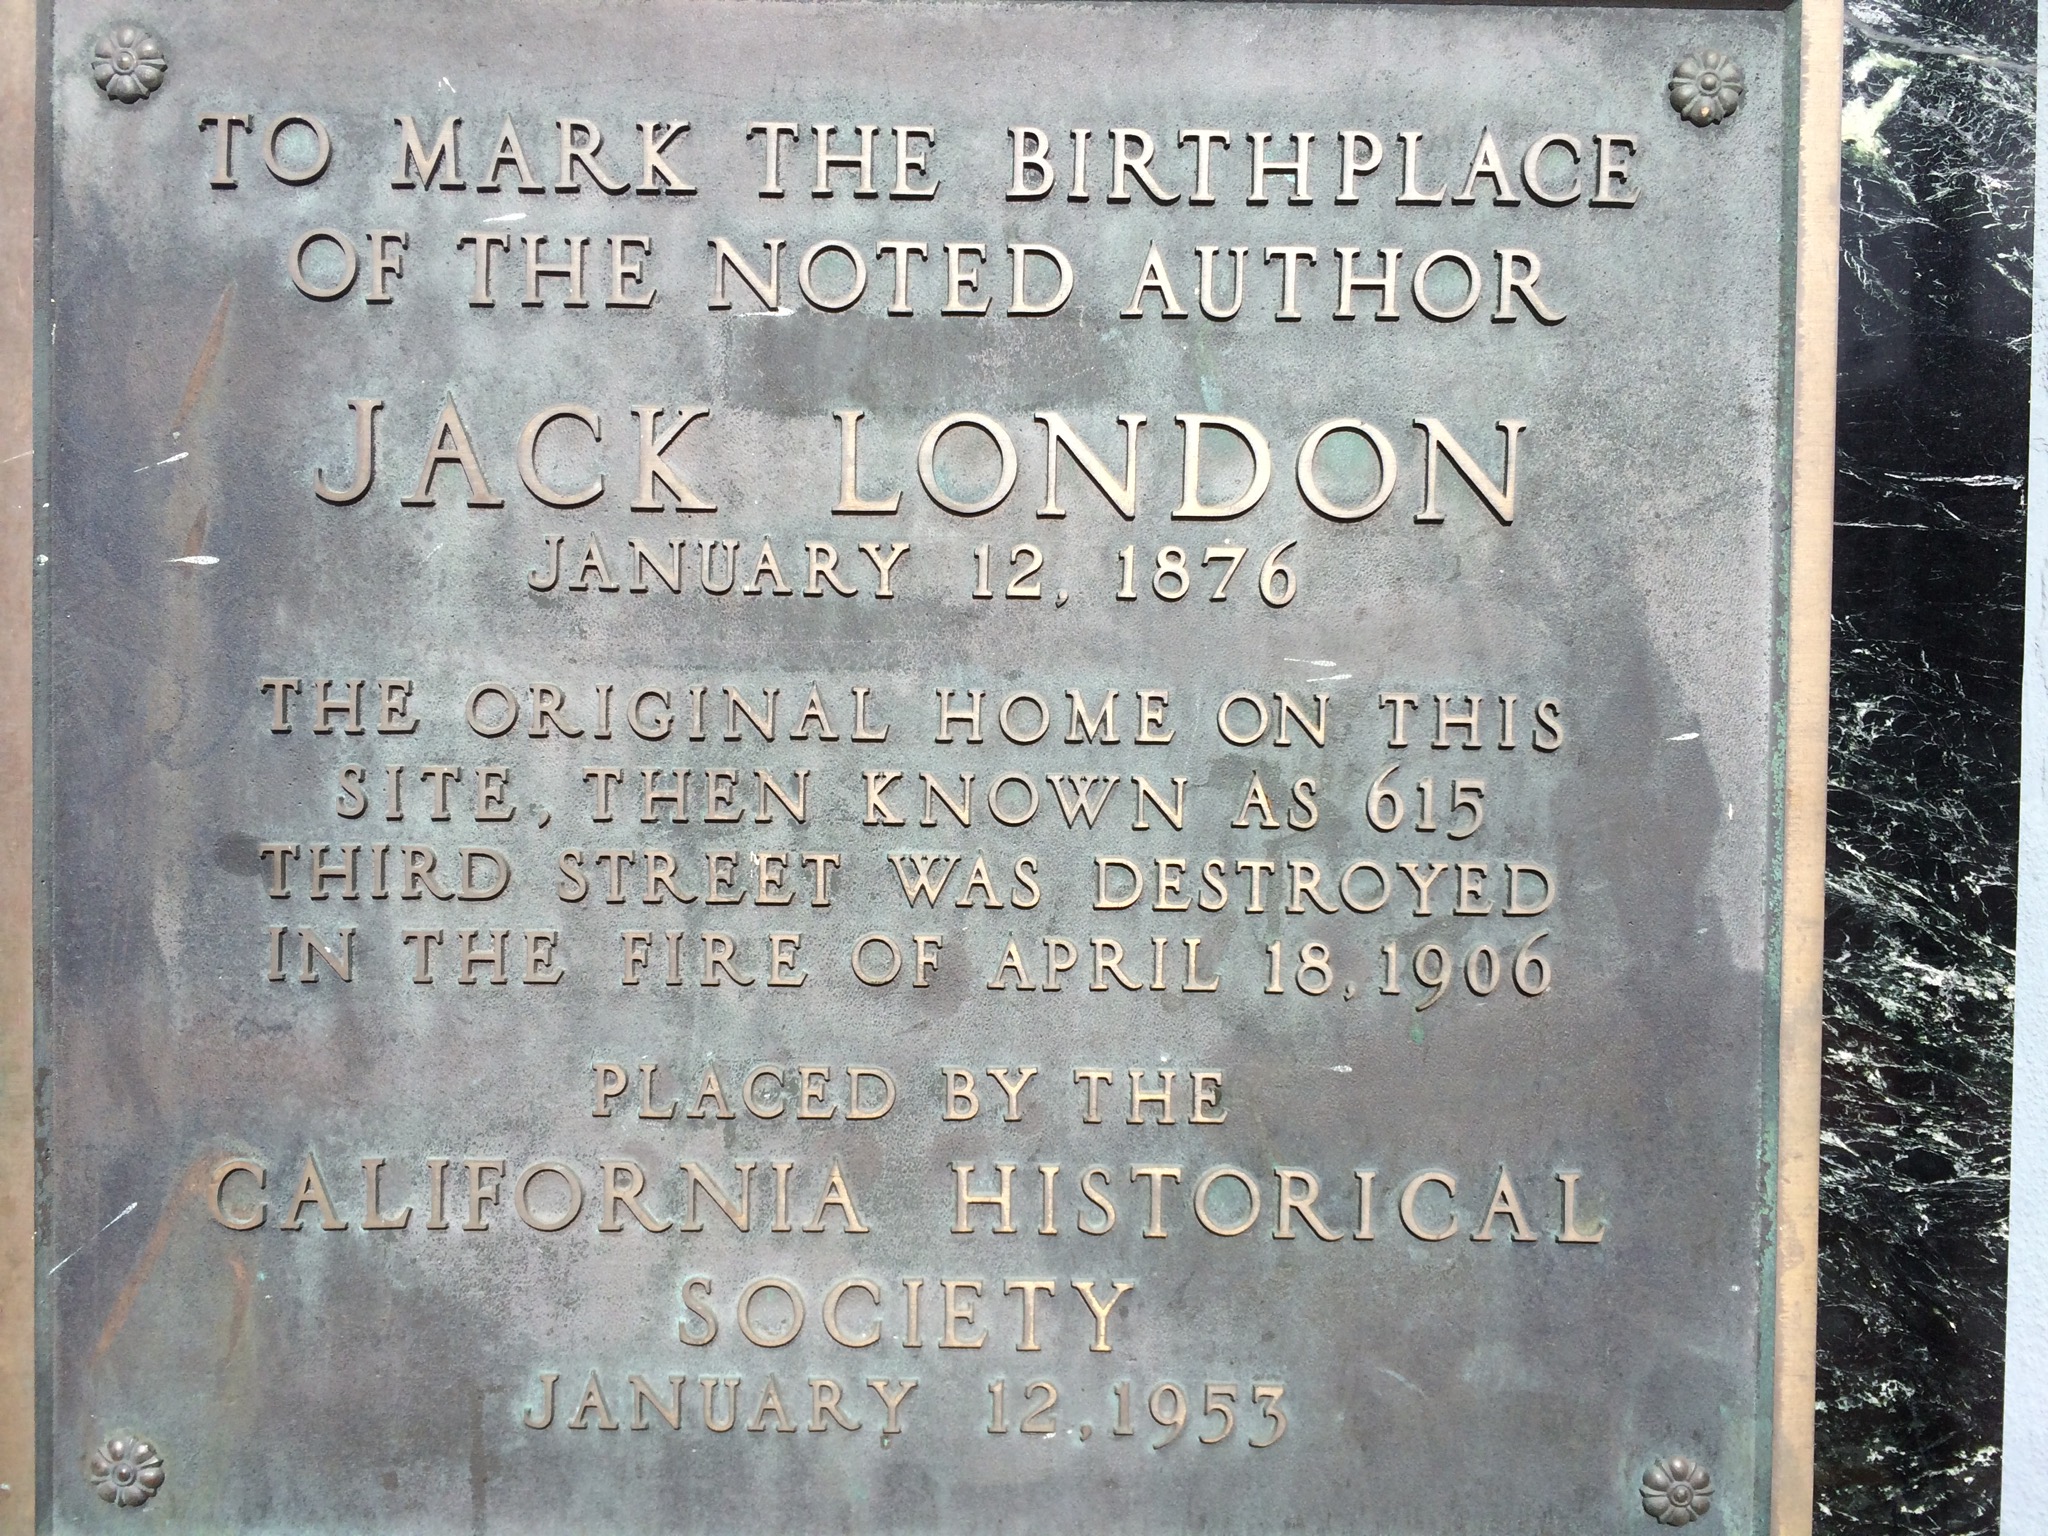 TO MARK THE BIRTHPLACE
OF THE NOTED AUTHOR
JACK LONDON
JANUARY 12, 1876
THE ORIGINAL HOME ON THIS
SITE, THEN KNOWN AS 615
THIRD STREET WAS DESTROYED
IN THE FIRE OF APRIL 18, 1906
PLACED BY THE
CALIFORNIA HISTORICAL
SOCIETY
JANUARY 12, 1953